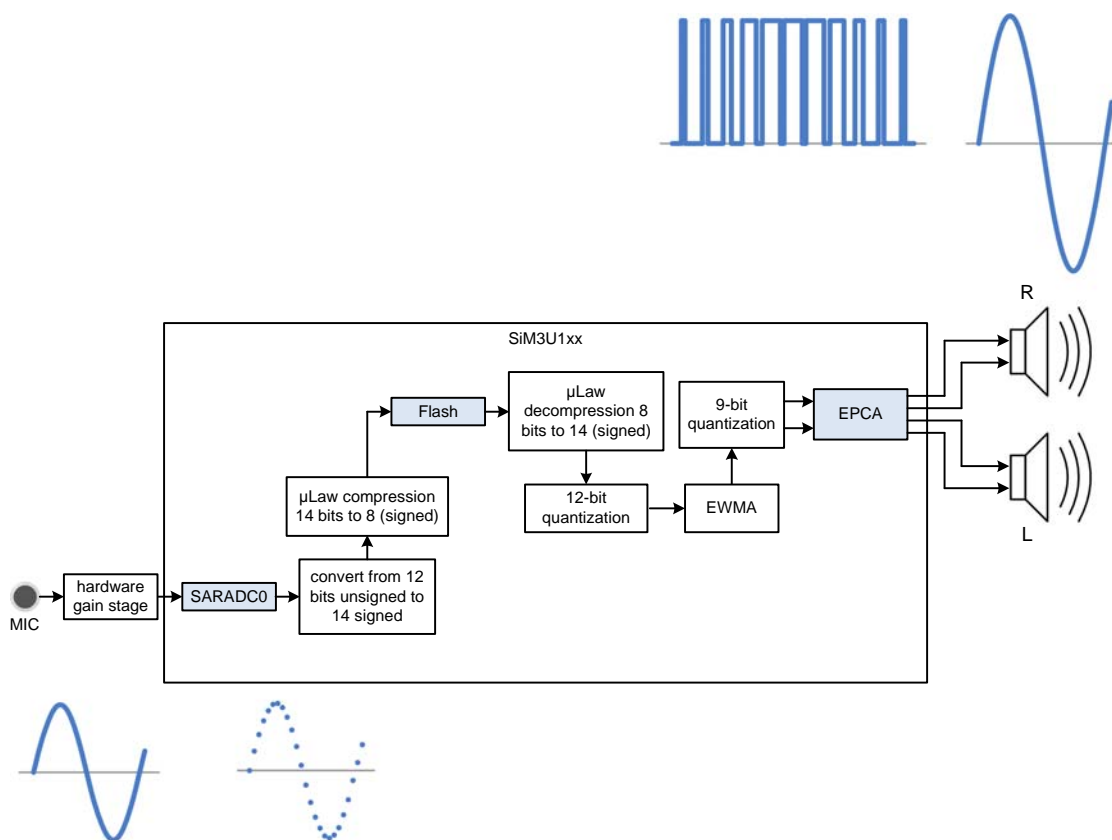 R
SiM3U1xx
µLaw
decompression 8
bits to 14 (signed)
9-bit
quantization
EPCA
Flash
µLaw compression
14 bits to 8 (signed)
12-bit
quantization
EWMA
L
hardware
gain stage
SARADC0
convert from 12
bits unsigned to
14 signed
MIC